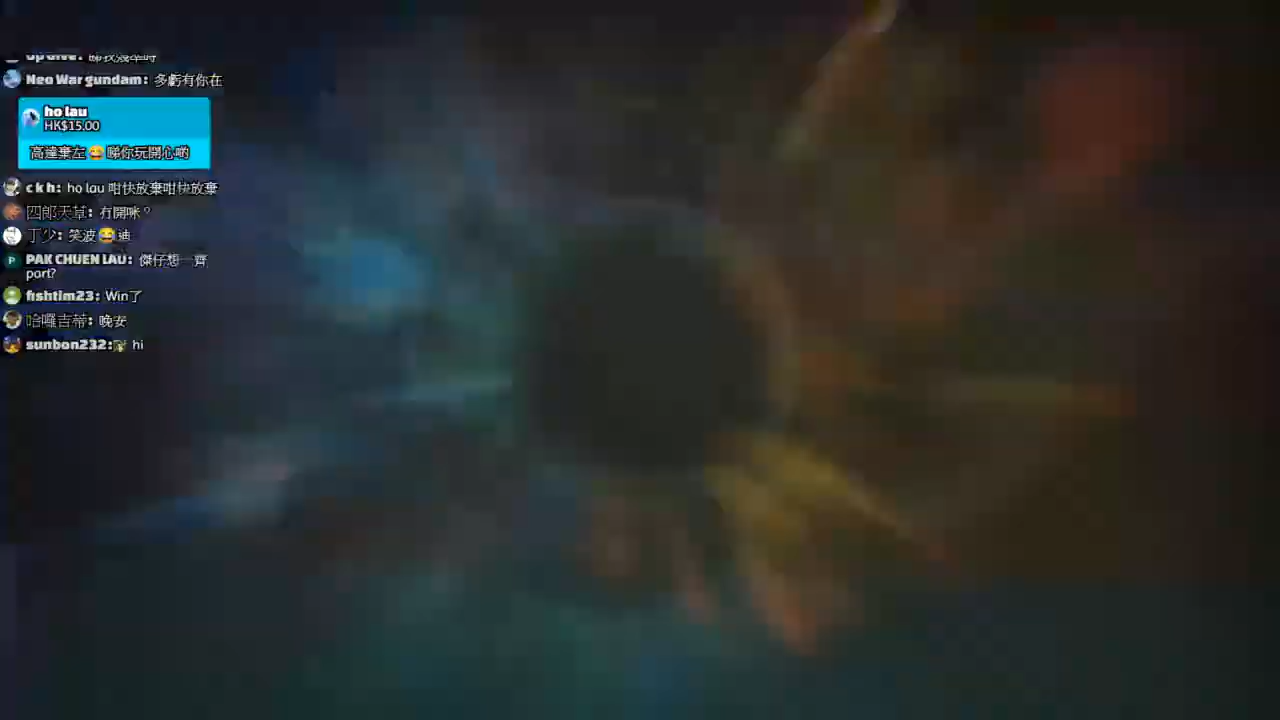 Neo War gundam: 多虧有你在
ho lau
HK$15.00
高達棄左😂睇你玩開心啲
c k h: ho lau 咁快放棄咁快放棄
四郎天草: 冇開咪？
丁少: 笑波😂迪
PAK CHUEN LAU: 傑仔想一齊
part?
fishtim23: Win了
哈囉吉蒂: 晚安
sunbon232: hi